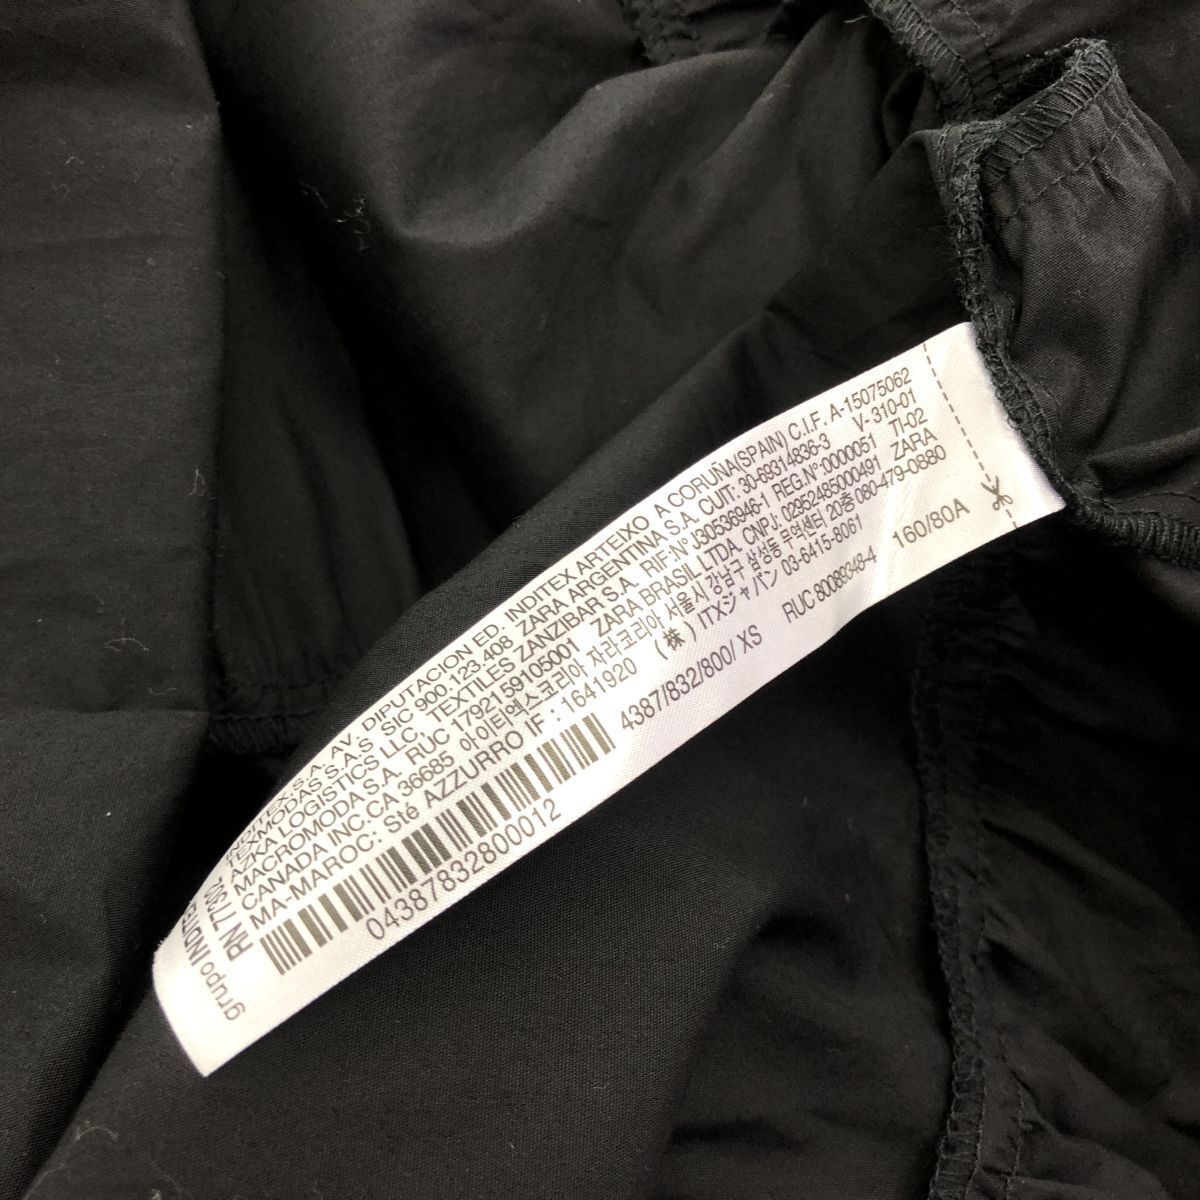 grupo INDITEX
RN 77302
INDITEX, S.A. AV. DIPUTACION ED. INDITEX ARTEIXO A CORUÑA(SPAIN) C.I.F. A-15075062
TEXMODAS.S.A.S SIC 900.123.408 ZARA ARGENTINA S.A. CUIT: 30-69314836-3 V-310-01
AZKA LOGISTICS LLC, TEXTILES ZANZIBAR S.A. RIF-Nº J30536946-1 REG.Nº:0000051 TI-02
MACROMODA S.A. RUC 1792159105001 ZARA BRASIL LTDA. CNPJ: 02952485000491 ZARA
CANADA INC.CA 36685 아이티엑스코리아 자라코리아 서울시 강남구 삼성동 무역센터 20층 080-479-0880
MA-MAROC: Sté AZZURRO IF : 1641920 (株) ITXジャパン 03-6415-8061
RUC 80089348-4
04387832800012
4387/832/800/ XS
160/80A